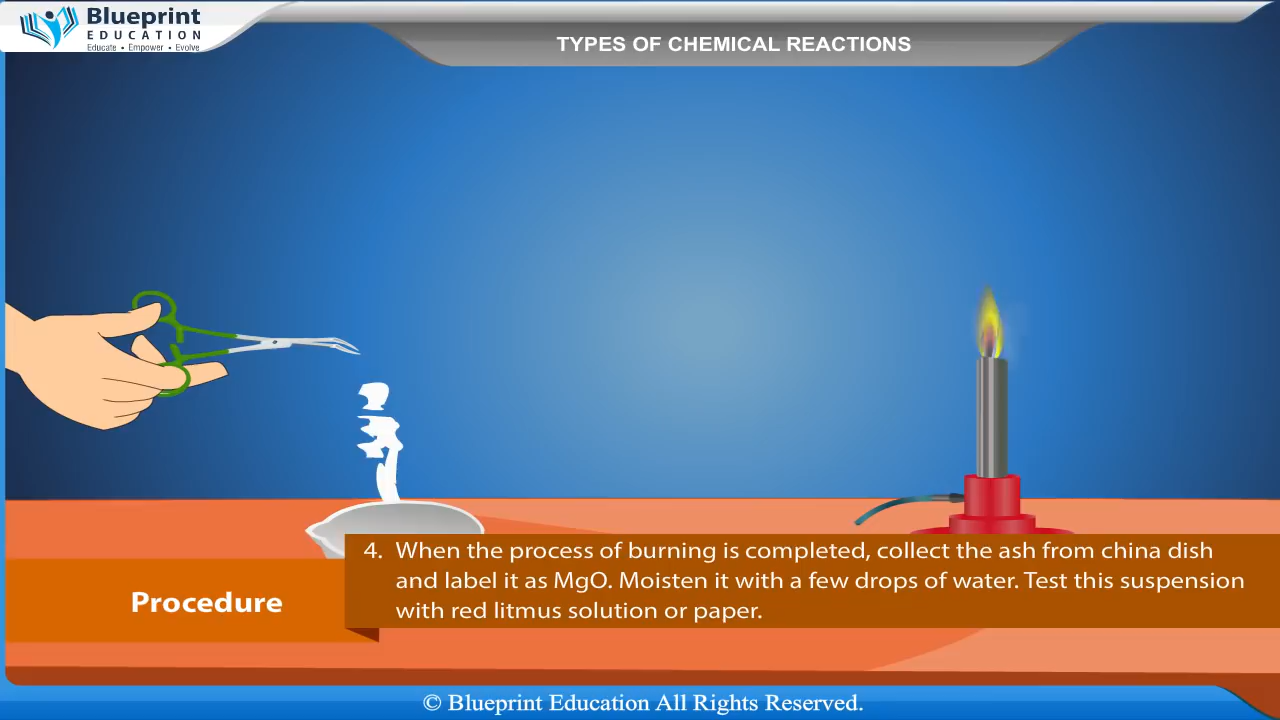 Blueprint
EDUCATION
Educate • Empower • Evolve
TYPES OF CHEMICAL REACTIONS
4. When the process of burning is completed, collect the ash from china dish
and label it as MgO. Moisten it with a few drops of water. Test this suspension
with red litmus solution or paper.
Procedure
© Blueprint Education All Rights Reserved.